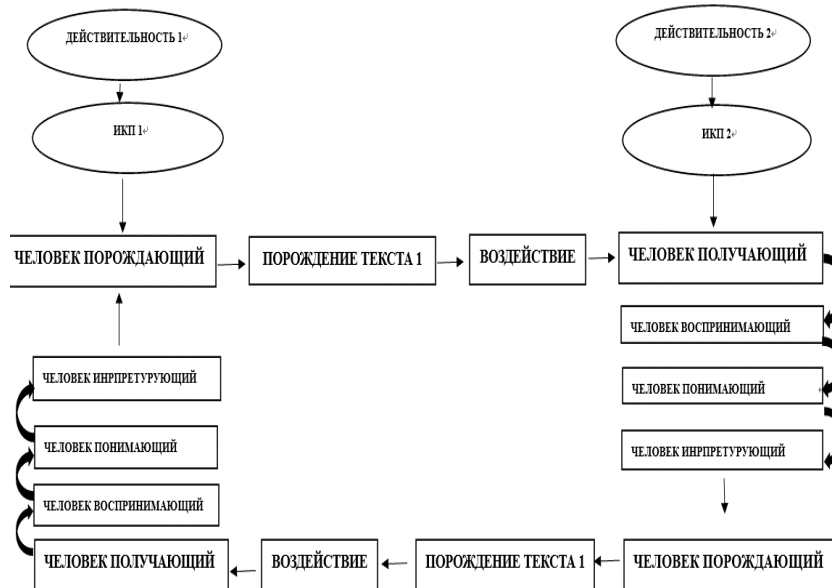 ДЕЙСТВИТЕЛЬНОСТЬ 1
ДЕЙСТВИТЕЛЬНОСТЬ 2
ИКП 1
ИКП 2
ЧЕЛОВЕК ПОРОЖДАЮЩИЙ
ПОРОЖДЕНИЕ ТЕКСТА 1
ВОЗДЕЙСТВИЕ
ЧЕЛОВЕК ПОЛУЧАЮЩИЙ
ЧЕЛОВЕК ВОСПРИНИМАЮЩИЙ
ЧЕЛОВЕК ПОНИМАЮЩИЙ
ЧЕЛОВЕК ИНРПРЕТУРУЮЩИЙ
ЧЕЛОВЕК ИНРПРЕТУРУЮЩИЙ
ЧЕЛОВЕК ПОНИМАЮЩИЙ
ЧЕЛОВЕК ВОСПРИНИМАЮЩИЙ
ЧЕЛОВЕК ПОЛУЧАЮЩИЙ
ВОЗДЕЙСТВИЕ
ПОРОЖДЕНИЕ ТЕКСТА 1
ЧЕЛОВЕК ПОРОЖДАЮЩИЙ